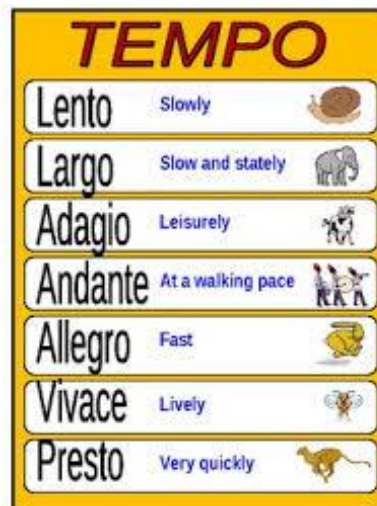 TEMPO
Lento Slowly
Largo Slow and stately
Adagio Leisurely
Andante At a walking pace
Allegro Fast
Vivace Lively
Presto Very quickly